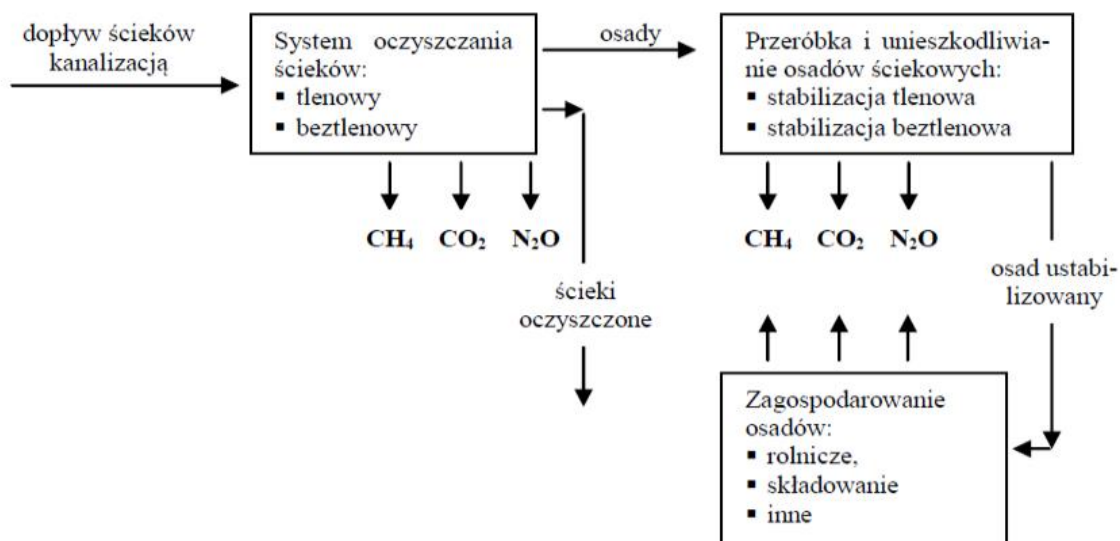 dopływ ścieków
kanalizacją
System oczyszczania
ścieków:
▪ tlenowy
▪ beztlenowy
osady
Przeróbka i unieszkodliwia-
nie osadów ściekowych:
▪ stabilizacja tlenowa
▪ stabilizacja beztlenowa
CH₄ CO₂ N₂O
ścieki
oczyszczone
CH₄ CO₂ N₂O
osad ustabi-
lizowany
Zagospodarowanie
osadów:
▪ rolnicze,
▪ składowanie
▪ inne